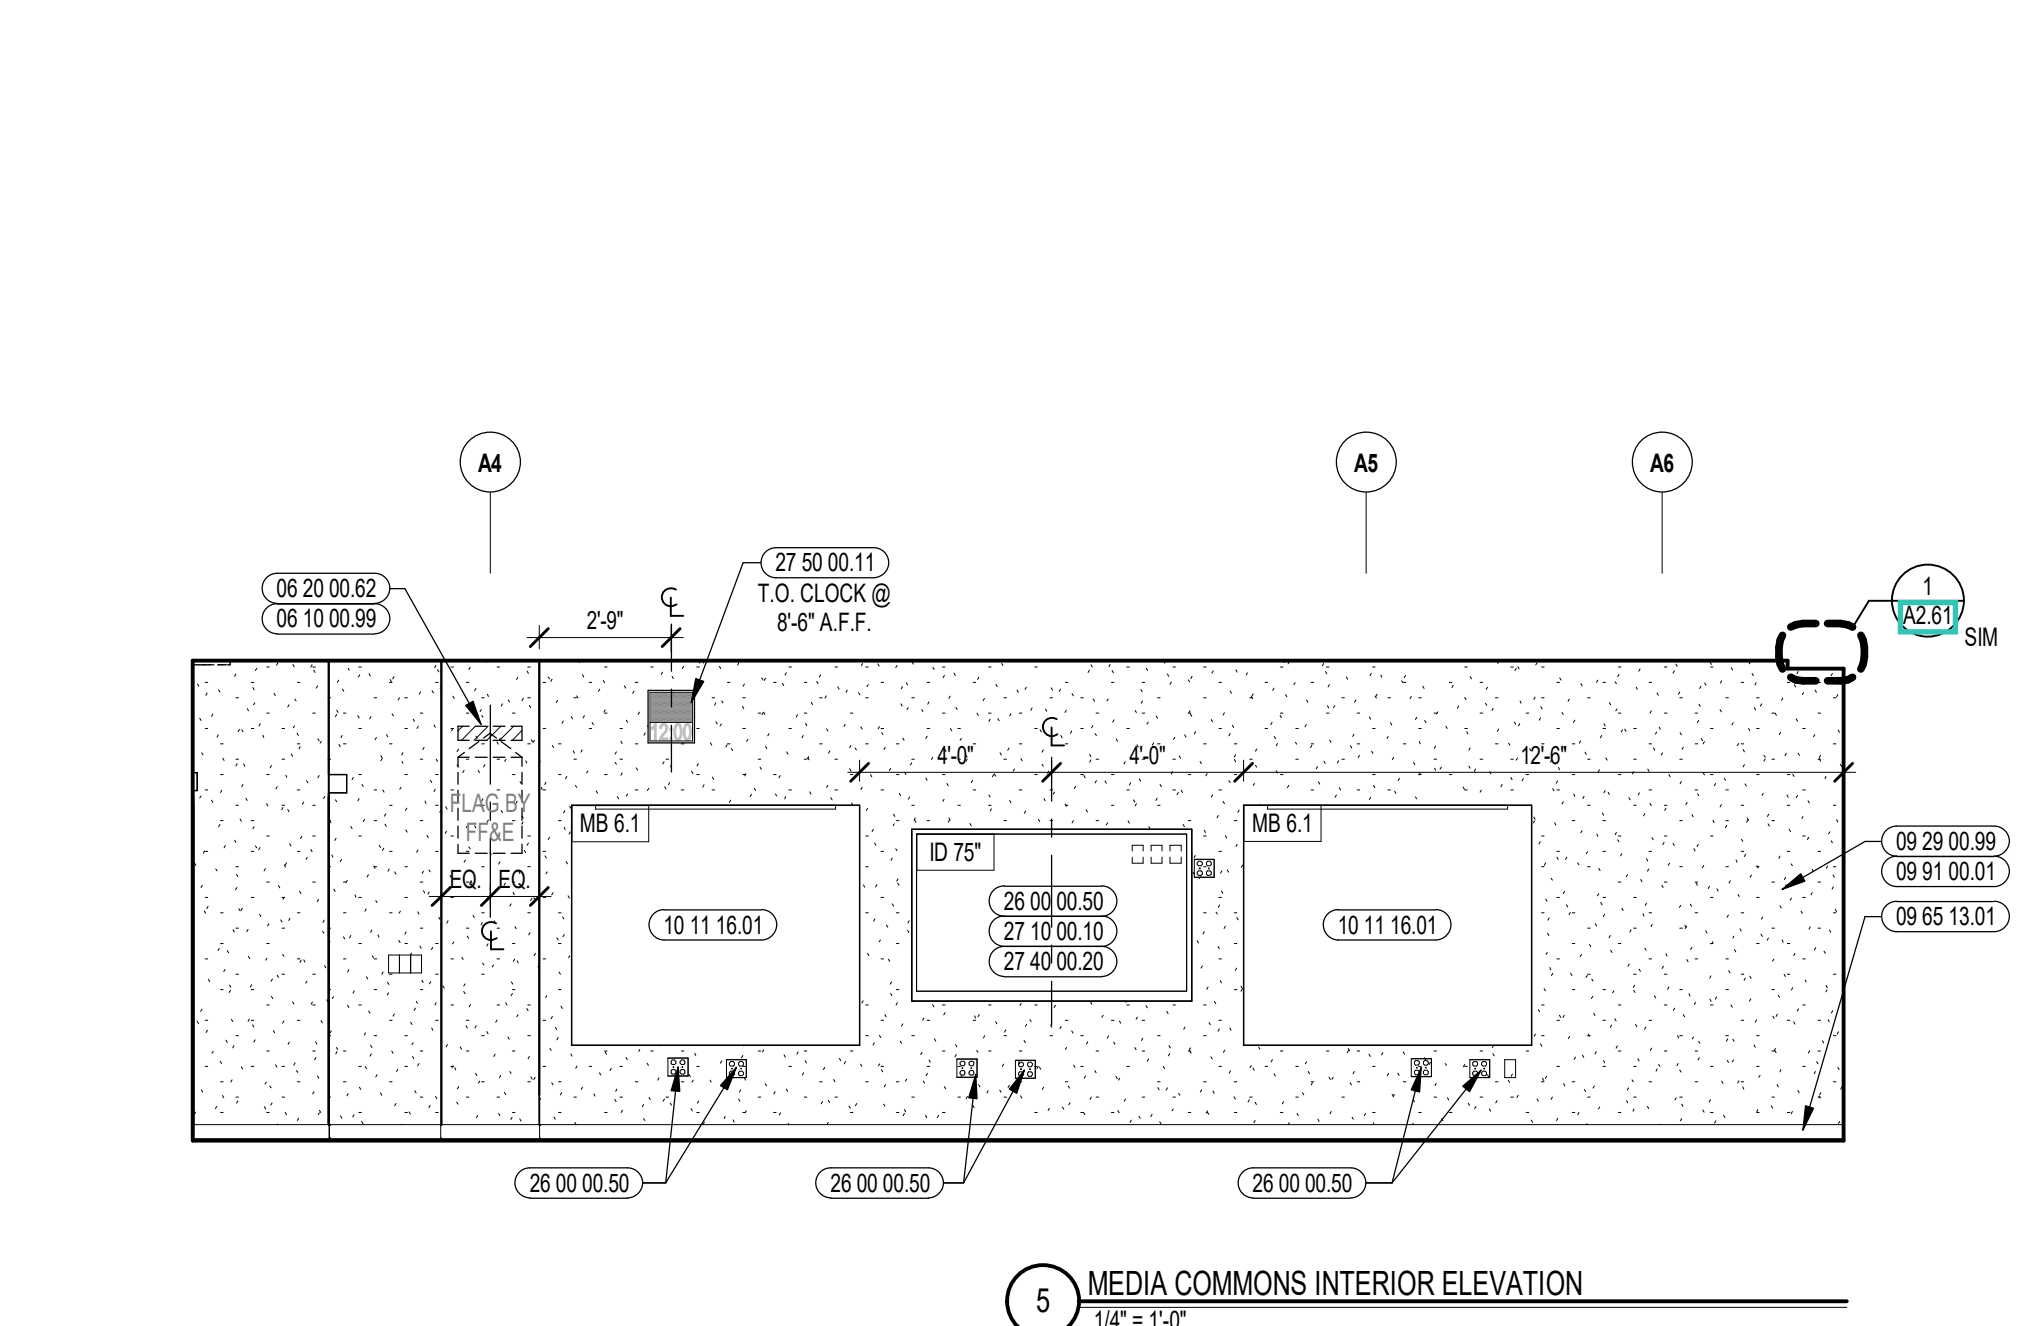 A4
A5
A6
27 50 00.11
T.O. CLOCK @
8'-6" A.F.F.
06 20 00.62
06 10 00.99
2'-9"
1
A2.61
SIM
12:00
4'-0"
4'-0"
12'-6"
FLAG BY
FF&E
MB 6.1
MB 6.1
ID 75"
09 29 00.99
09 91 00.01
EQ.
EQ.
26 00 00.50
27 10 00.10
27 40 00.20
10 11 16.01
10 11 16.01
09 65 13.01
26 00 00.50
26 00 00.50
26 00 00.50
5
MEDIA COMMONS INTERIOR ELEVATION
1/4" = 1'-0"